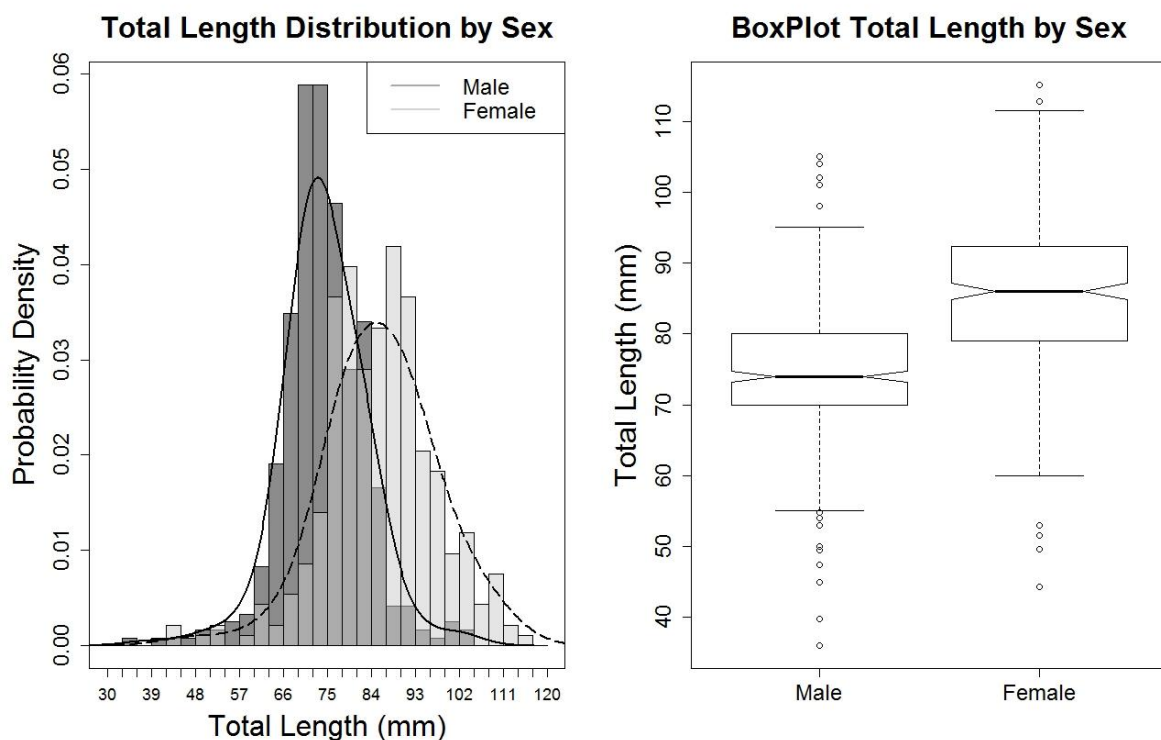 Total Length Distribution by Sex
Male
Female
Probability Density
0.06
0.05
0.04
0.03
0.02
0.01
0.00
30 39 48 57 66 75 84 93 102 111 120
Total Length (mm)
BoxPlot Total Length by Sex
Total Length (mm)
110
100
90
80
70
60
50
40
Male Female